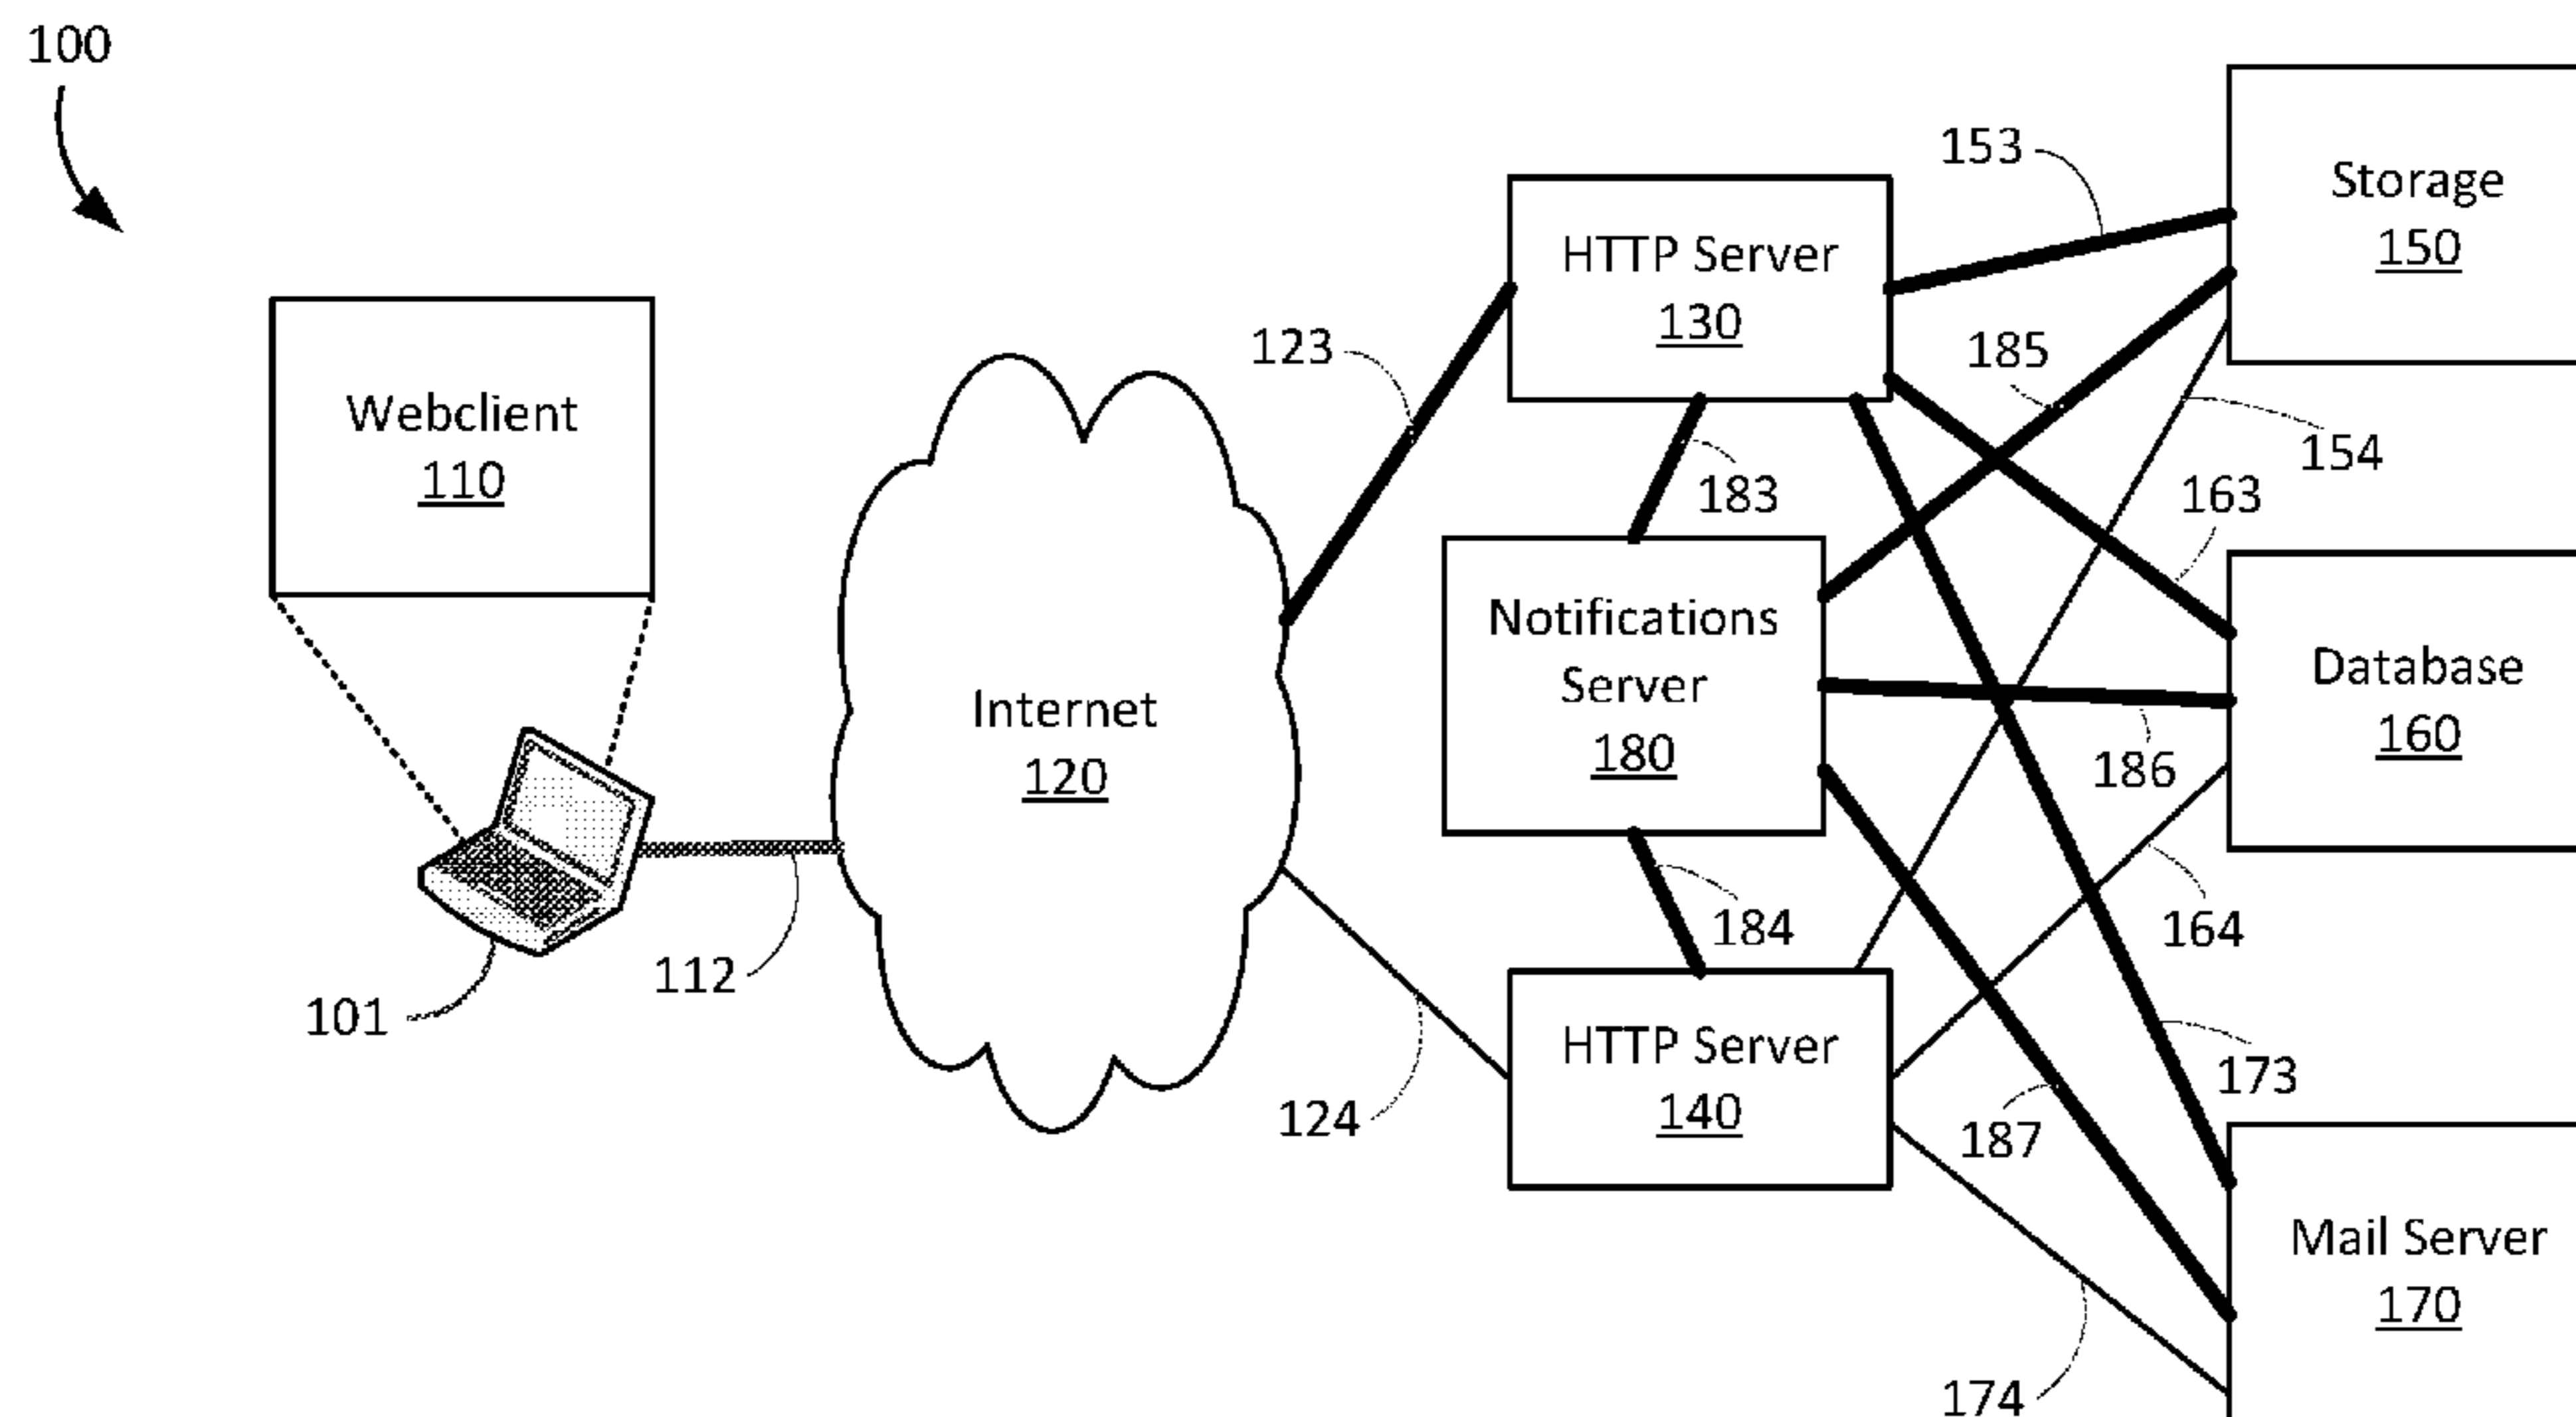 100
Webclient
110
101
112
Internet
120
123
124
HTTP Server
130
183
Notifications
Server
180
184
HTTP Server
140
153
185
154
163
186
164
173
187
174
Storage
150
Database
160
Mail Server
170